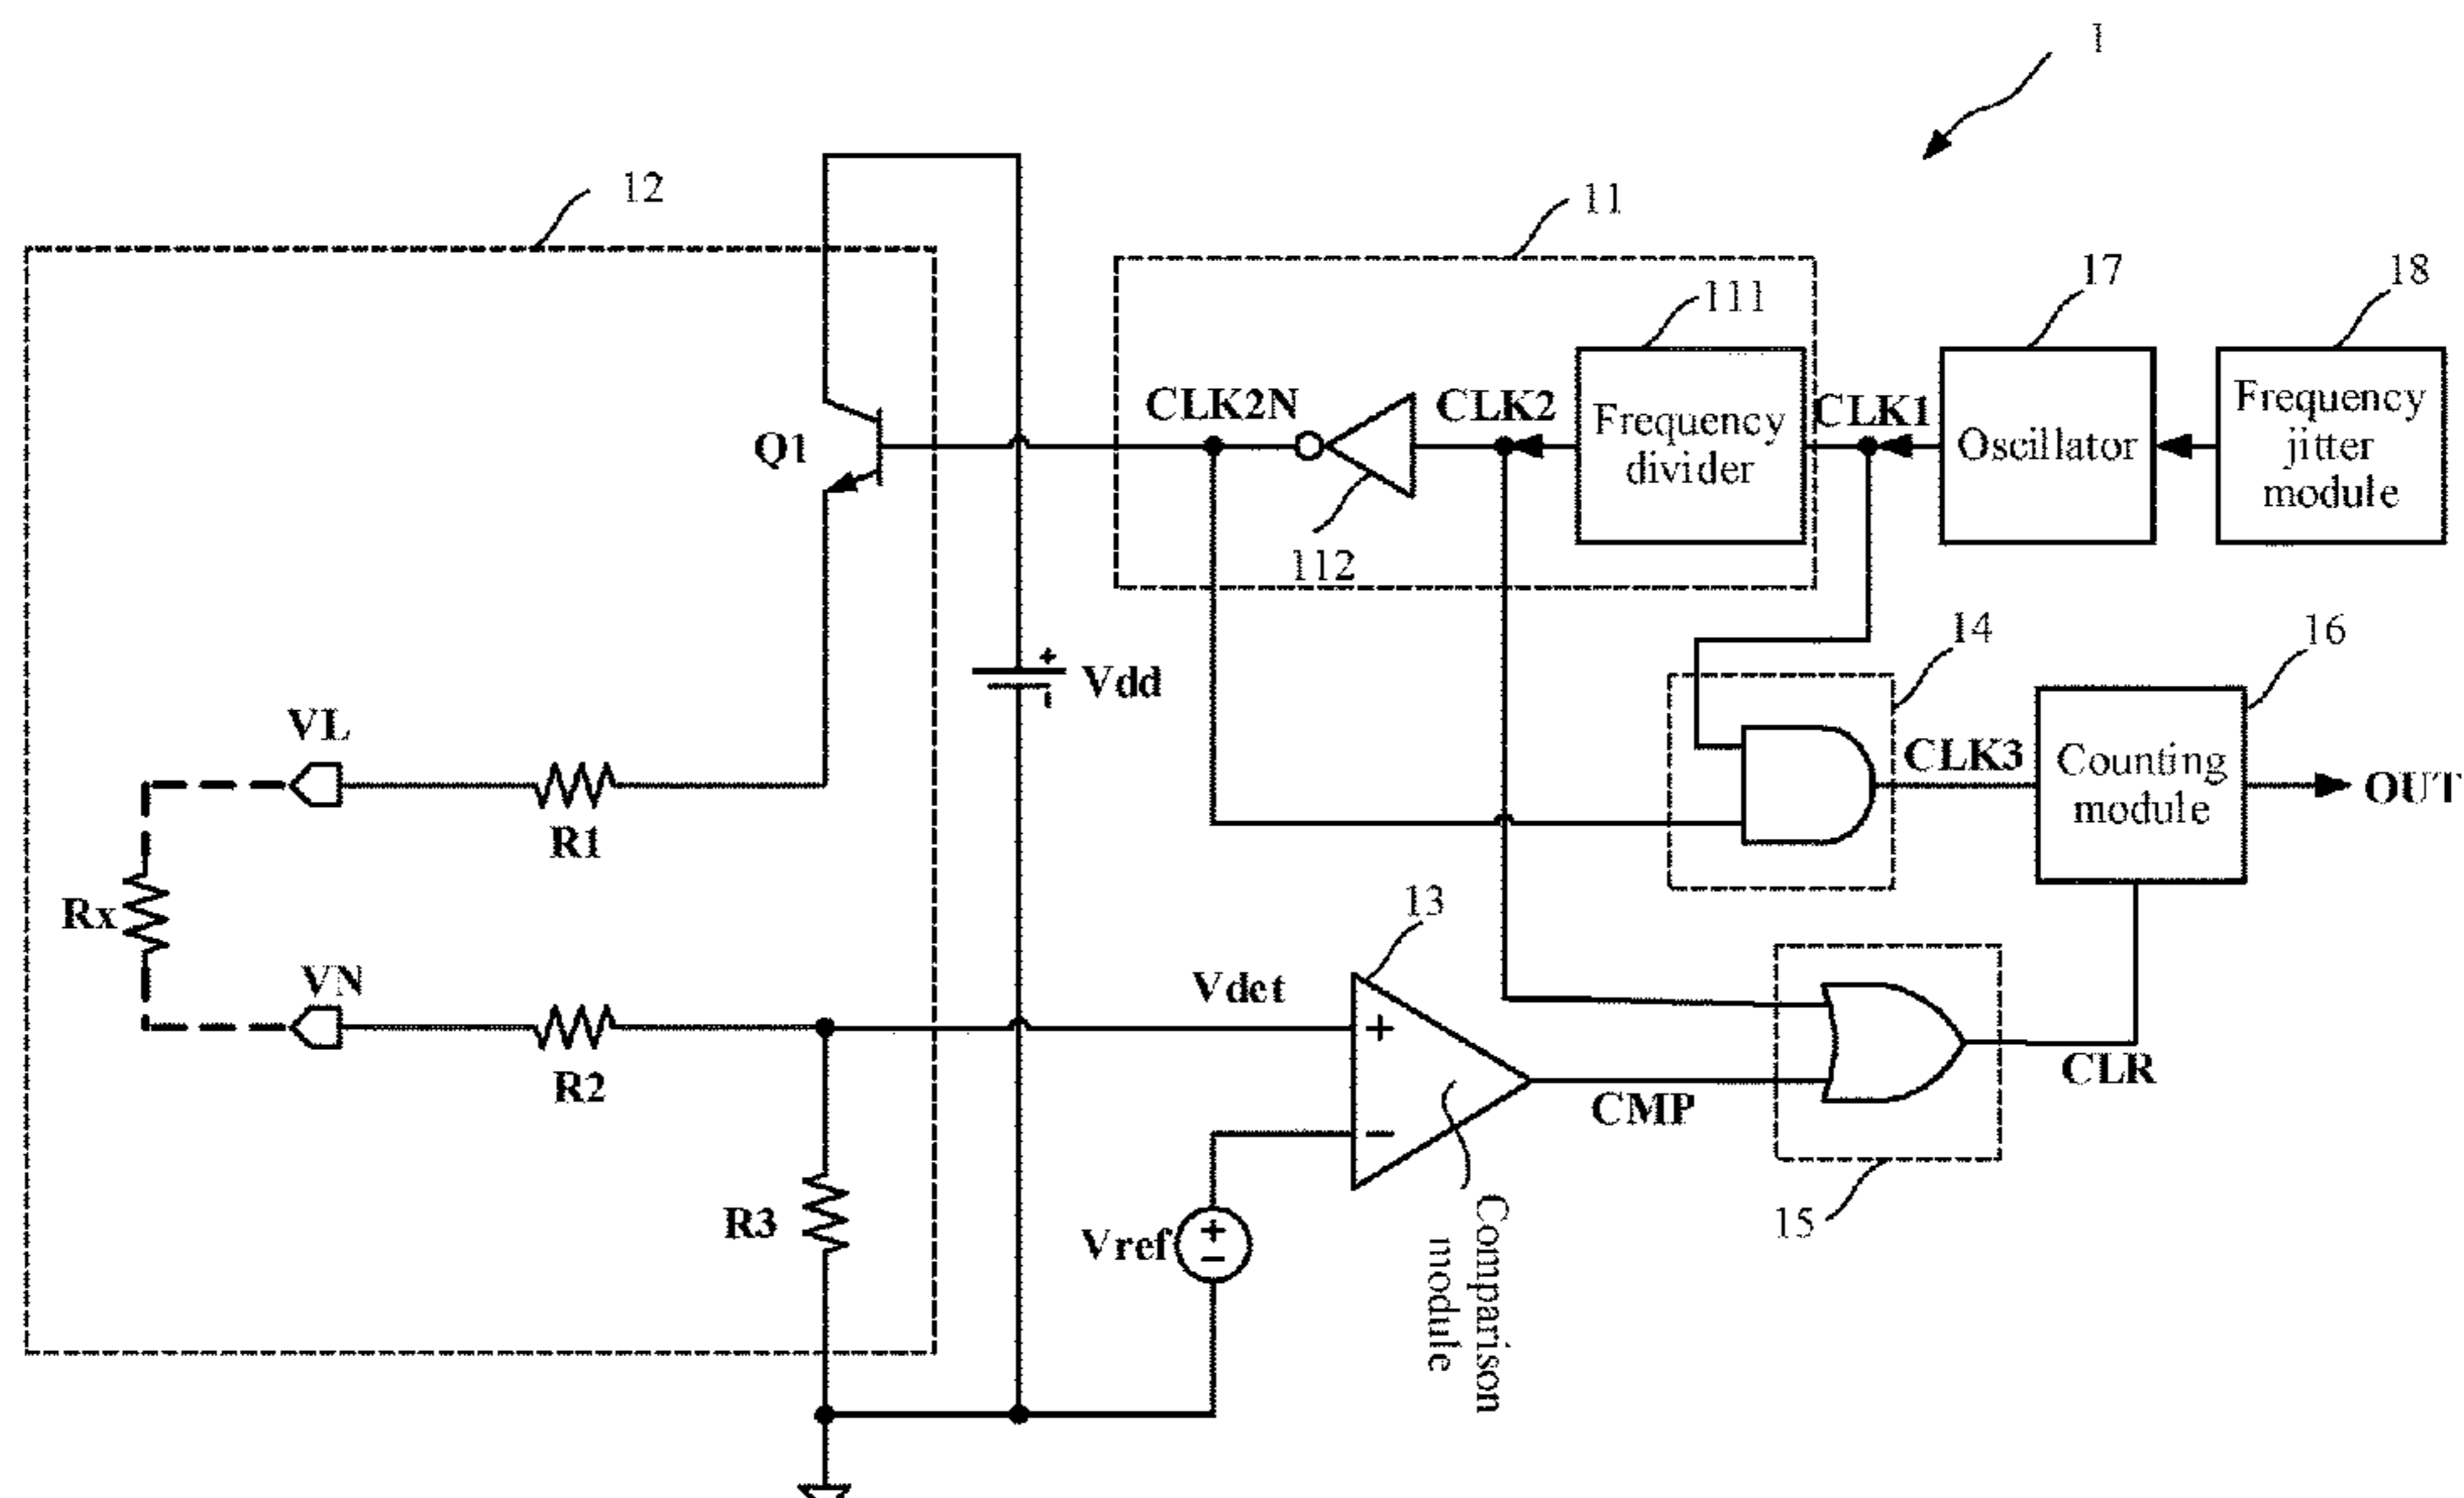 1
12
11
17
18
111
CLK2N
CLK2
Frequency
divider
CLK1
Oscillator
Frequency
jitter
module
Q1
112
14
16
Vdd
VL
R1
CLK3
Counting
module
OUT
Rx
13
VN
Vdet
R2
+
−
CMP
CLR
R3
Vref
+
−
Comparison
module
15